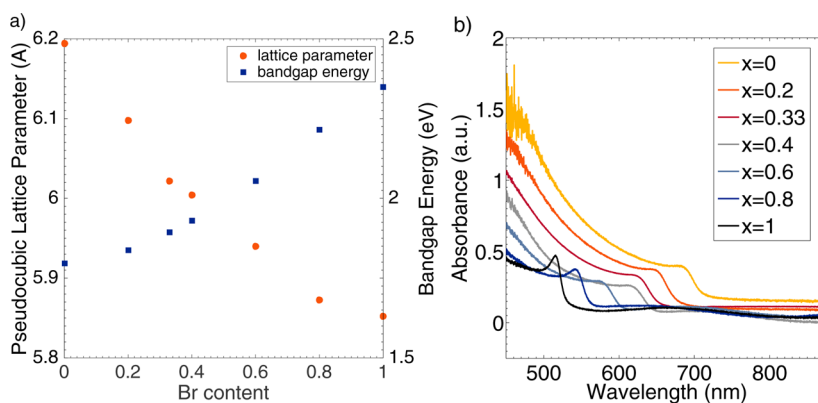 a)
Pseudocubic Lattice Parameter (A)
6.2
6.1
6
5.9
5.8
0
0.2
0.4
0.6
0.8
1
Br content
2.5
2
1.5
Bandgap Energy (eV)
lattice parameter
bandgap energy
b)
Absorbance (a.u.)
2
1.5
1
0.5
0
500
600
700
800
Wavelength (nm)
x=0
x=0.2
x=0.33
x=0.4
x=0.6
x=0.8
x=1